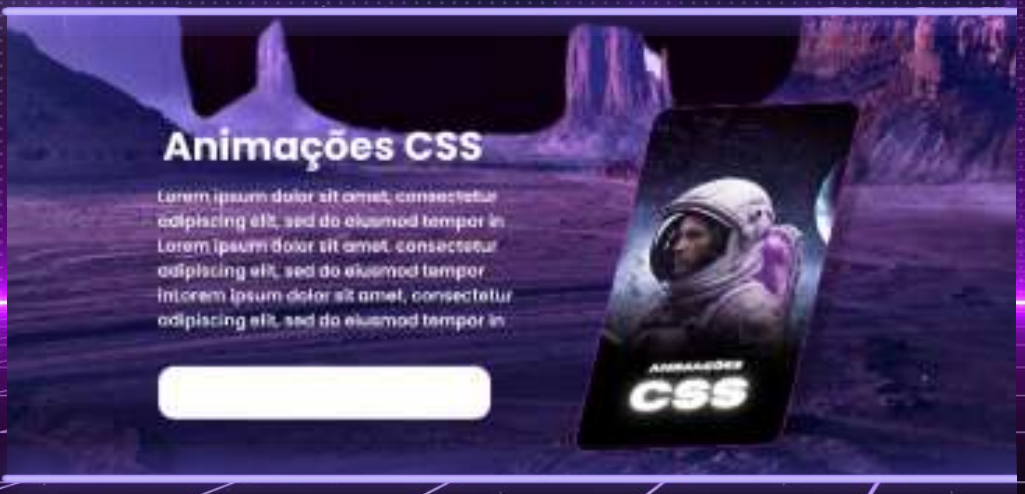 Animações CSS
Lorem ipsum dolor sit amet, consectetur
adipiscing elit, sed do eiusmod tempor in
Lorem ipsum dolor sit amet, consectetur
adipiscing elit, sed do eiusmod tempor
inLorem ipsum dolor sit amet, consectetur
adipiscing elit, sed do eiusmod tempor in
ANIMAÇÕES
CSS